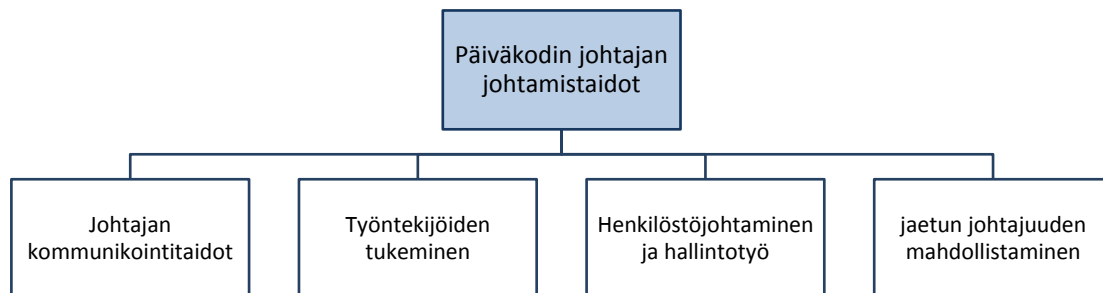 Päiväkodin johtajan
johtamistaidot
Johtajan
kommunikointitaidot
Työntekijöiden
tukeminen
Henkilöstöjohtaminen
ja hallintotyö
jaetun johtajuuden
mahdollistaminen